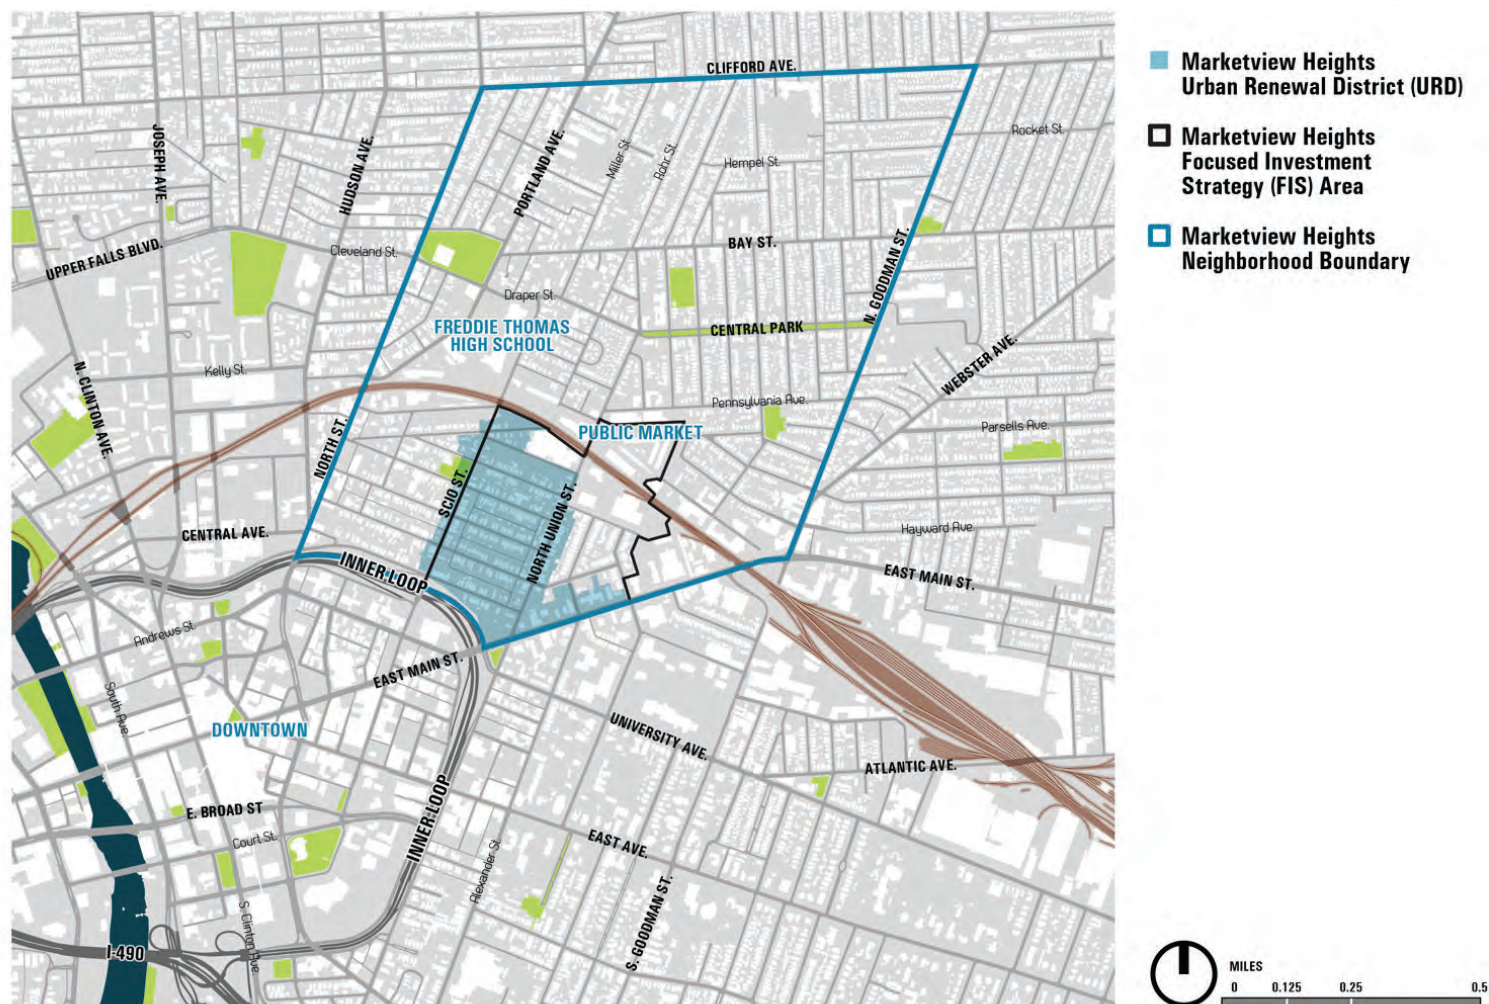 CLIFFORD AVE.
Marketview Heights
Urban Renewal District (URD)
Marketview Heights
Focused Investment
Strategy (FIS) Area
Marketview Heights
Neighborhood Boundary
JOSEPH AVE.
HUDSON AVE.
PORTLAND AVE.
Miller St.
Rohr St.
Hempel St.
Rocket St.
UPPER FALLS BLVD.
Cleveland St.
BAY ST.
N. GOODMAN ST.
Draper St.
FREDDIE THOMAS
HIGH SCHOOL
CENTRAL PARK
WEBSTER AVE.
N. CLINTON AVE.
Kelly St.
NORTH ST.
Pennsylvania Ave.
PUBLIC MARKET
Parsells Ave.
SCIO ST.
NORTH UNION ST.
CENTRAL AVE.
Hayward Ave.
INNER LOOP
EAST MAIN ST.
Andrews St.
EAST MAIN ST.
South Ave.
DOWNTOWN
UNIVERSITY AVE.
ATLANTIC AVE.
E. BROAD ST
Court St.
INNER LOOP
EAST AVE.
Alexander St.
S. GOODMAN ST.
S. Clinton Ave.
I-490
MILES
0 0.125 0.25 0.5